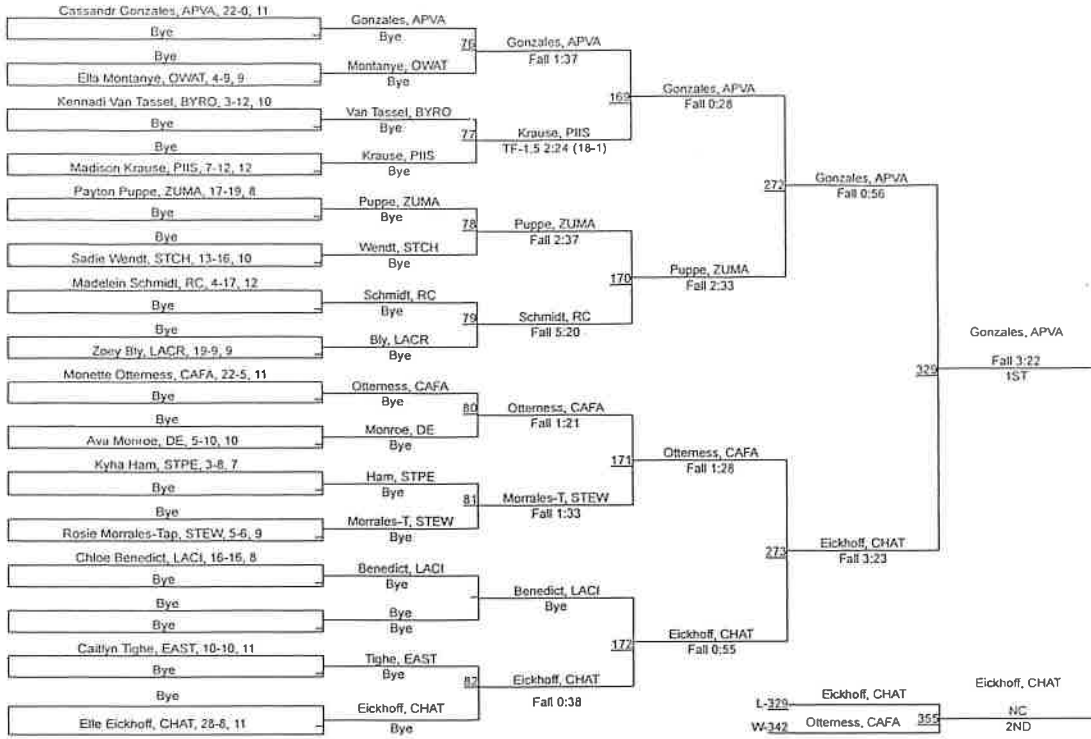 Cassandr Gonzales, APVA, 22-0, 11
Bye
Bye
Ella Montanye, OWAT, 4-9, 9
Kennadi Van Tassel, BYRO, 3-12, 10
Bye
Bye
Madison Krause, PIIS, 7-12, 12
Payton Puppe, ZUMA, 17-19, 8
Bye
Bye
Sadie Wendt, STCH, 13-16, 10
Madelein Schmidt, RC, 4-17, 12
Bye
Bye
Zoey Bly, LACR, 19-9, 9
Monette Otterness, CAFA, 22-5, 11
Bye
Bye
Ava Monroe, DE, 5-10, 10
Kyha Ham, STPE, 3-8, 7
Bye
Bye
Rosie Morrales-Tap, STEW, 5-6, 9
Chloe Benedict, LACI, 16-16, 8
Bye
Bye
Bye
Caitlyn Tighe, EAST, 10-10, 11
Bye
Bye
Elle Eickhoff, CHAT, 28-8, 11
Gonzales, APVA
Bye
76
Montanye, OWAT
Bye
Van Tassel, BYRO
Bye
77
Krause, PIIS
Bye
Puppe, ZUMA
Bye
78
Wendt, STCH
Bye
Schmidt, RC
Bye
79
Bly, LACR
Bye
Otterness, CAFA
Bye
80
Monroe, DE
Bye
Ham, STPE
Bye
81
Morrales-T, STEW
Bye
Benedict, LACI
Bye
Bye
Bye
Tighe, EAST
Bye
82
Eickhoff, CHAT
Bye
Gonzales, APVA
Fall 1:37
169
Krause, PIIS
TF-1.5 2:24 (18-1)
Puppe, ZUMA
Fall 2:37
170
Schmidt, RC
Fall 5:20
Otterness, CAFA
Fall 1:21
171
Morrales-T, STEW
Fall 1:33
Benedict, LACI
Bye
172
Eickhoff, CHAT
Fall 0:38
Gonzales, APVA
Fall 0:28
272
Puppe, ZUMA
Fall 2:33
Otterness, CAFA
Fall 1:28
273
Eickhoff, CHAT
Fall 0:55
Gonzales, APVA
Fall 0:56
329
Eickhoff, CHAT
Fall 3:23
Gonzales, APVA
Fall 3:22
1ST
L-329
Eickhoff, CHAT
W-342
Otterness, CAFA
355
Eickhoff, CHAT
NC
2ND